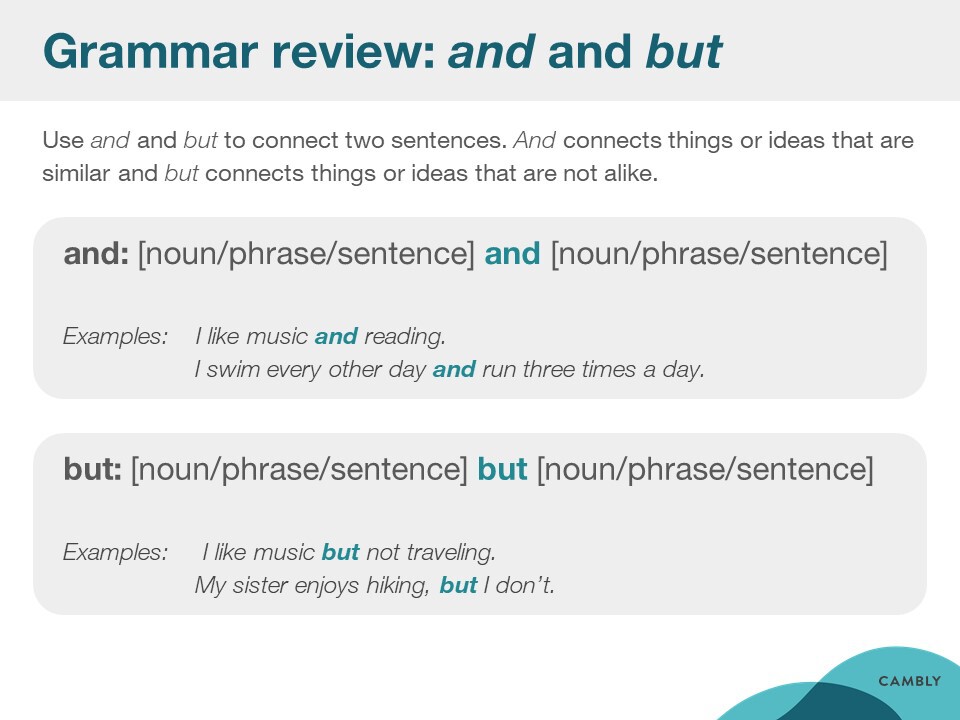 Grammar review: and and but
Use and and but to connect two sentences. And connects things or ideas that are
similar and but connects things or ideas that are not alike.
and: [noun/phrase/sentence] and [noun/phrase/sentence]
Examples: I like music and reading.
I swim every other day and run three times a day.
but: [noun/phrase/sentence] but [noun/phrase/sentence]
Examples: I like music but not traveling.
My sister enjoys hiking, but I don’t.
CAMBLY